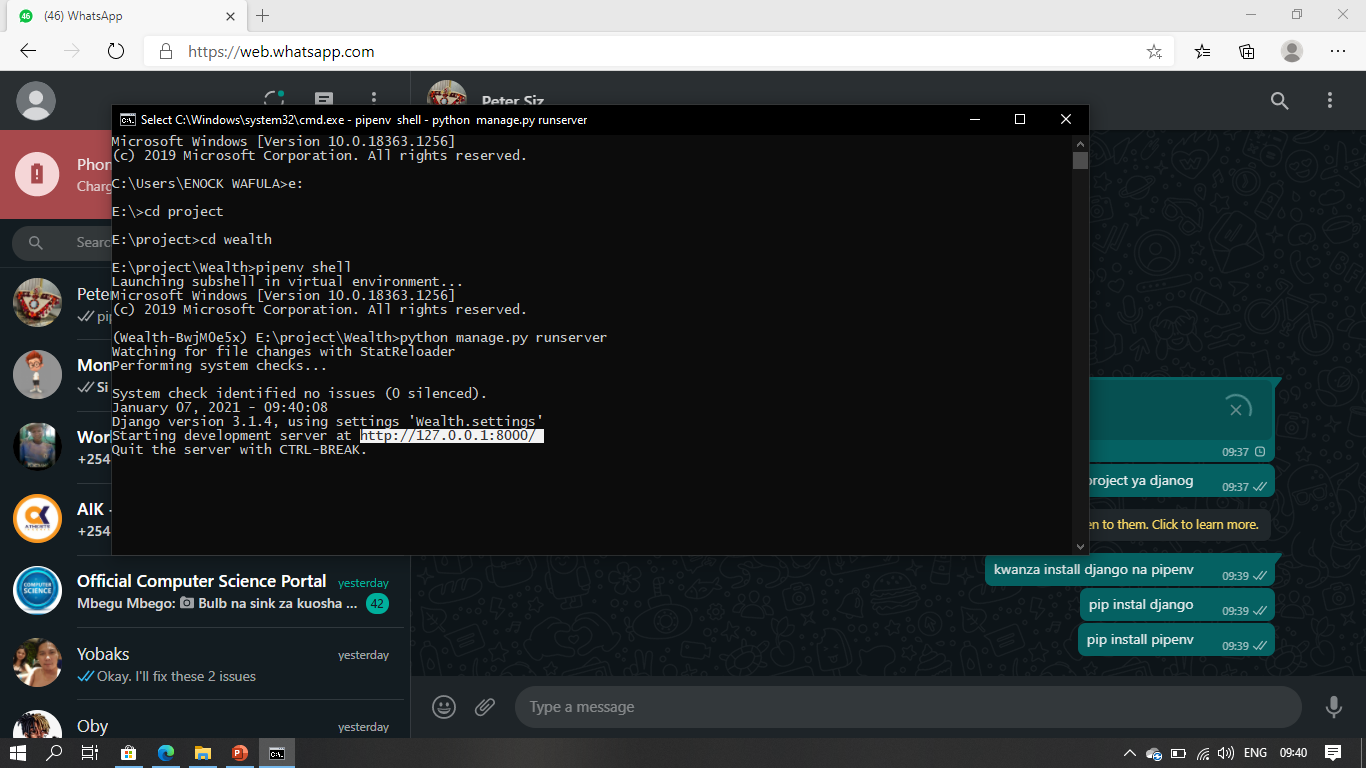 (46) WhatsApp
https://web.whatsapp.com
Peter Siz
Select C:\Windows\system32\cmd.exe - pipenv  shell - python  manage.py runserver
Microsoft Windows [Version 10.0.18363.1256]
(c) 2019 Microsoft Corporation. All rights reserved.
C:\Users\ENOCK WAFULA>e:
E:\>cd project
E:\project>cd wealth
E:\project\Wealth>pipenv shell
Launching subshell in virtual environment...
Microsoft Windows [Version 10.0.18363.1256]
(c) 2019 Microsoft Corporation. All rights reserved.
(Wealth-BwjM0e5x) E:\project\Wealth>python manage.py runserver
Watching for file changes with StatReloader
Performing system checks...
System check identified no issues (0 silenced).
January 07, 2021 - 09:40:08
Django version 3.1.4, using settings 'Wealth.settings'
Starting development server at http://127.0.0.1:8000/
Quit the server with CTRL-BREAK.
Phon
Charg
Searc
Peter
pip
Mon
Si
Worl
+254
AIK -
+254
Official Computer Science Portal yesterday
Mbegu Mbego: Bulb na sink za kuosha ... 42
Yobaks yesterday
Okay. I'll fix these 2 issues
Oby yesterday
09:37
project ya djanog 09:37
en to them. Click to learn more.
kwanza install django na pipenv 09:39
pip instal django 09:39
pip install pipenv 09:39
Type a message
ENG 09:40